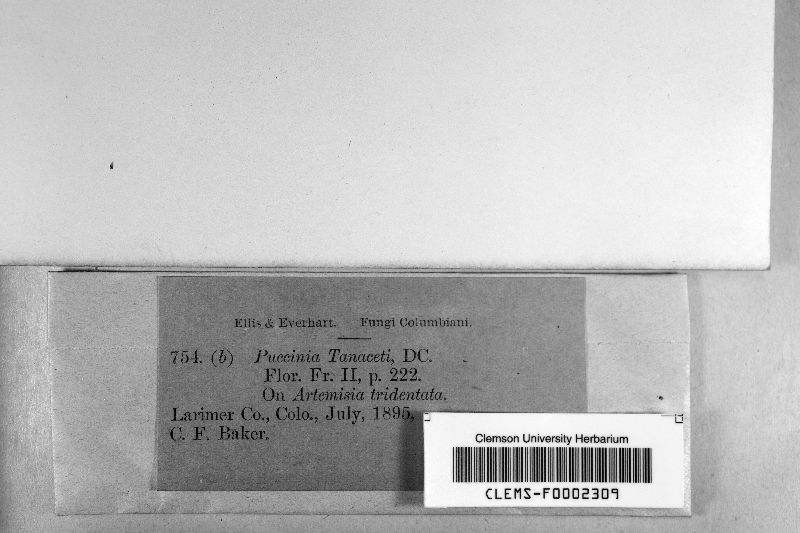 Ellis & Everhart. Fungi Columbiani.
754. (b) Puccinia Tanaceti, DC.
Flor. Fr. II, p. 222.
On Artemisia tridentata.
Larimer Co., Colo., July, 1895,
C. F. Baker.
Clemson University Herbarium
CLEMS-F0002309